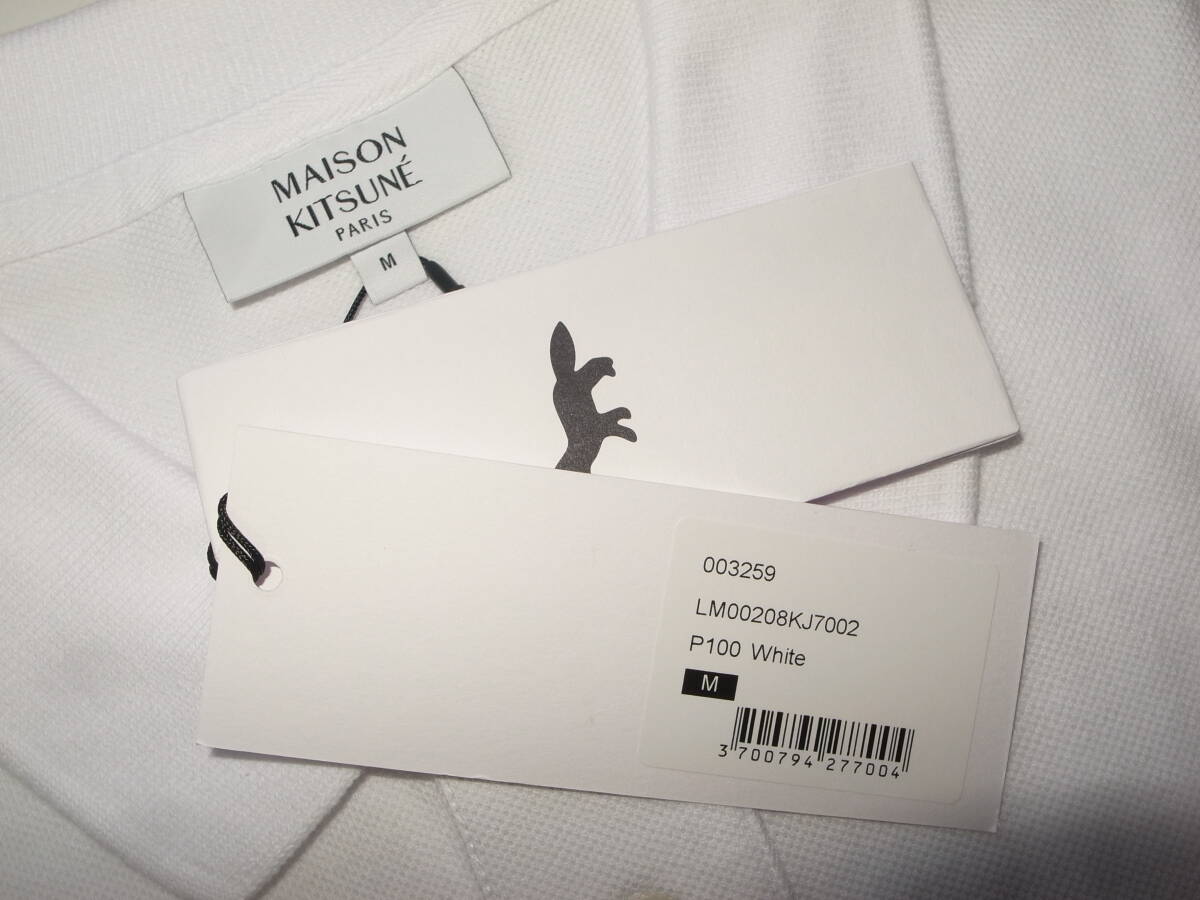 MAISON
KITSUNÉ
PARIS
M
003259
LM00208KJ7002
P100 White
M
3 700794 277004